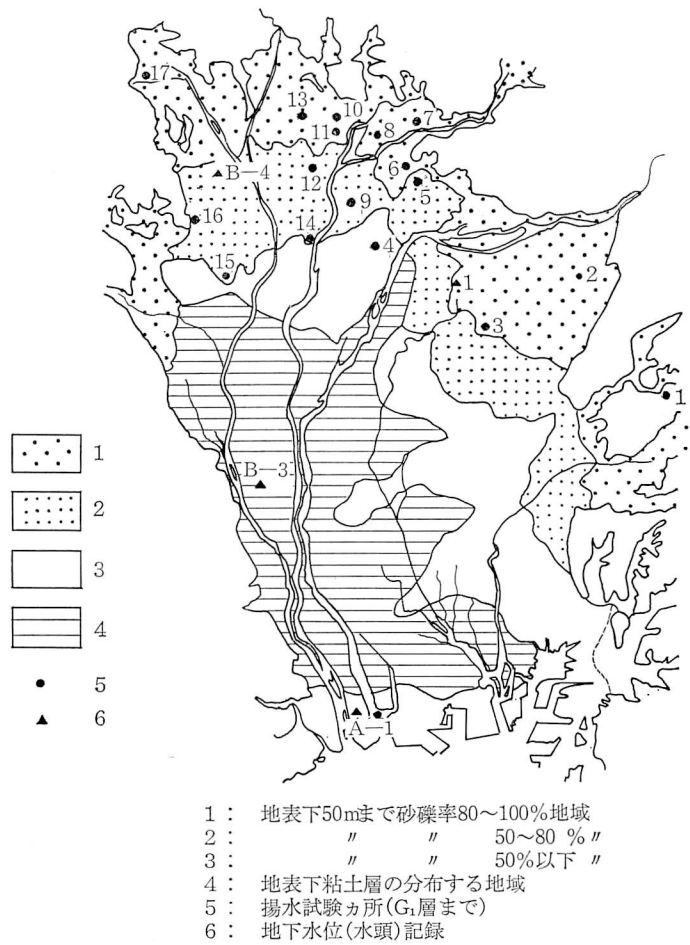 17
13
10
11
8
7
B-4
12
6
5
9
16
14
4
15
1
2
3
1
1
B-3
2
3
4
5
6
A-1
1： 地表下50mまで砂礫率80～100%地域
2： 〃 〃 50～80 %〃
3： 〃 〃 50%以下 〃
4： 地表下粘土層の分布する地域
5： 揚水試験ヵ所(G₁層まで)
6： 地下水位(水頭)記録